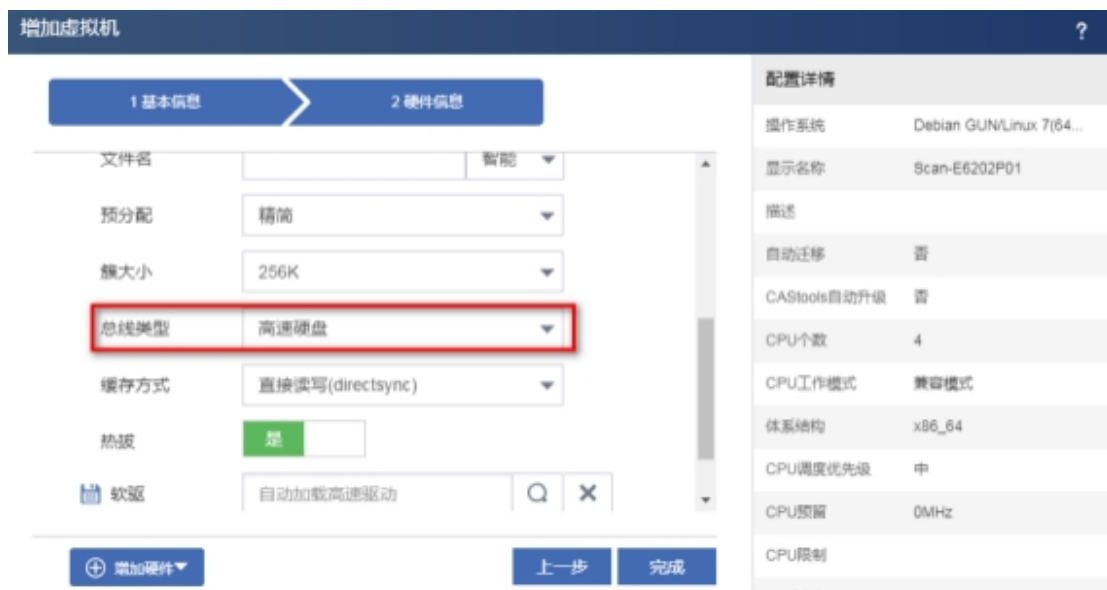 增加虚拟机
?
1 基本信息
2 硬件信息
文件名
智能
预分配
精简
簇大小
256K
总线类型
高速硬盘
缓存方式
直接读写(directsync)
热拔
是
软驱
自动加载高速驱动
增加硬件
上一步
完成
配置详情
操作系统
Debian GUN/Linux 7(64...
显示名称
Scan-E6202P01
描述
自动迁移
否
CAStools自动升级
否
CPU个数
4
CPU工作模式
兼容模式
体系结构
x86_64
CPU调度优先级
中
CPU预留
0MHz
CPU限制